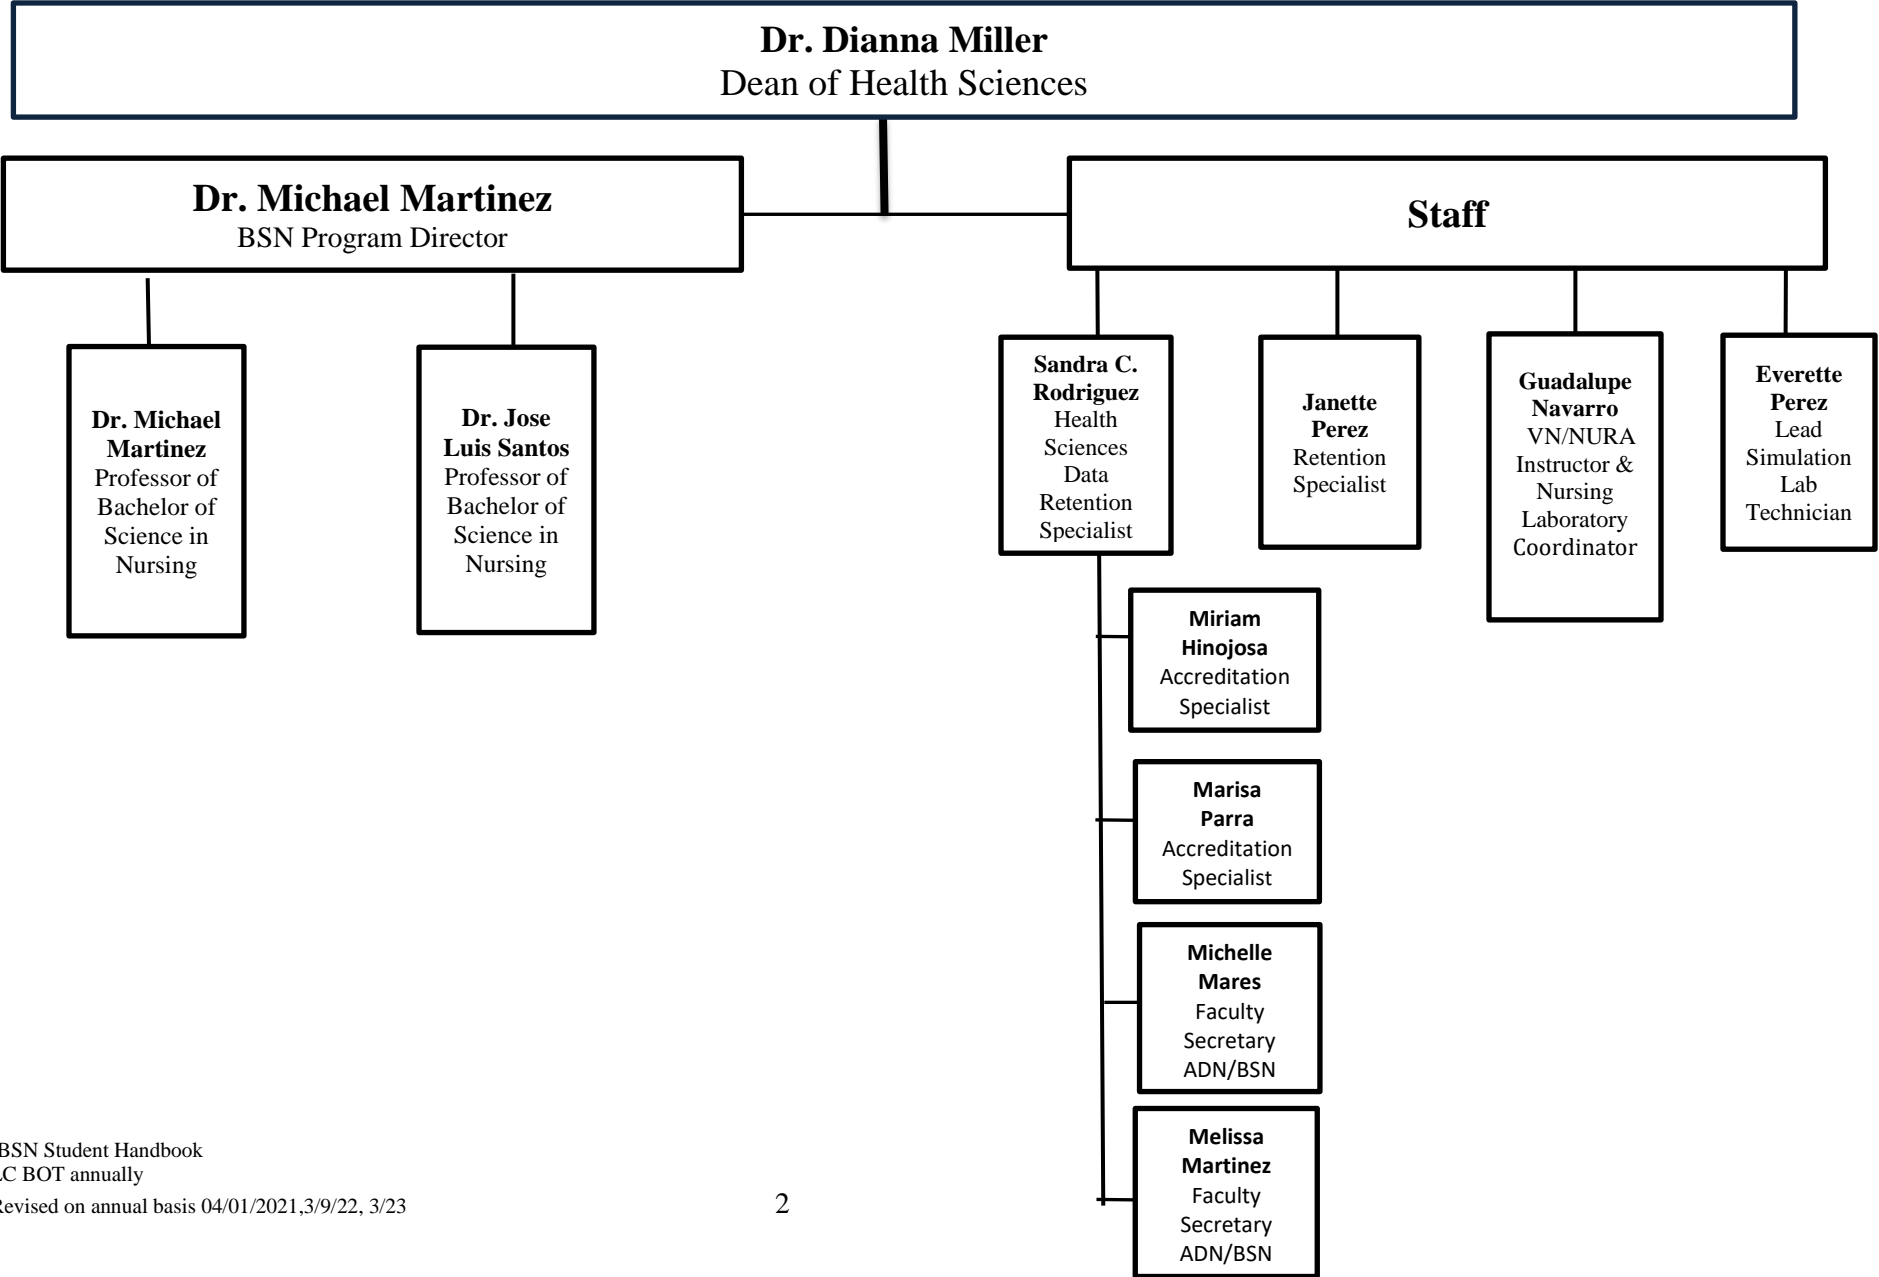 Dr. Dianna Miller
Dean of Health Sciences
Dr. Michael Martinez
BSN Program Director
Staff
Dr. Michael
Martinez
Professor of
Bachelor of
Science in
Nursing
Dr. Jose
Luis Santos
Professor of
Bachelor of
Science in
Nursing
Sandra C.
Rodriguez
Health
Sciences
Data
Retention
Specialist
Janette
Perez
Retention
Specialist
Guadalupe
Navarro
VN/NURA
Instructor &
Nursing
Laboratory
Coordinator
Everette
Perez
Lead
Simulation
Lab
Technician
Miriam
Hinojosa
Accreditation
Specialist
Marisa
Parra
Accreditation
Specialist
Michelle
Mares
Faculty
Secretary
ADN/BSN
Melissa
Martinez
Faculty
Secretary
ADN/BSN
BSN Student Handbook
LC BOT annually
Revised on annual basis 04/01/2021,3/9/22, 3/23
2